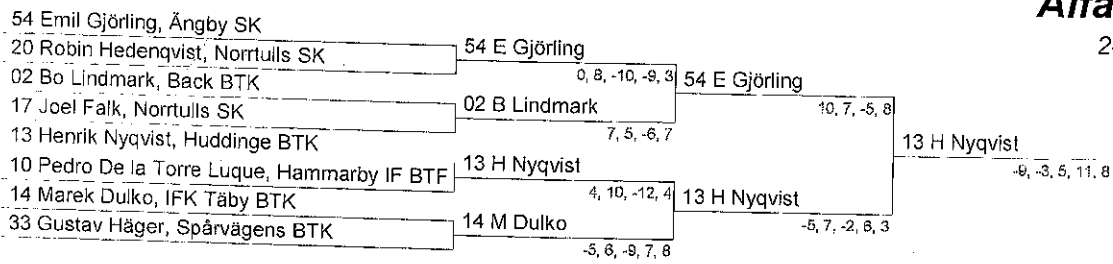 Alfa
54 Emil Gjörling, Ängby SK
20 Robin Hedenqvist, Norrtulls SK
02 Bo Lindmark, Back BTK
17 Joel Falk, Norrtulls SK
13 Henrik Nyqvist, Huddinge BTK
10 Pedro De la Torre Luque, Hammarby IF BTF
14 Marek Dulko, IFK Täby BTK
33 Gustav Häger, Spårvägens BTK
54 E Gjörling
0, 8, -10, -9, 3
02 B Lindmark
7, 5, -6, 7
13 H Nyqvist
4, 10, -12, 4
14 M Dulko
-5, 6, -9, 7, 8
54 E Gjörling
10, 7, -5, 8
13 H Nyqvist
-5, 7, -2, 6, 3
13 H Nyqvist
-9, -3, 5, 11, 8